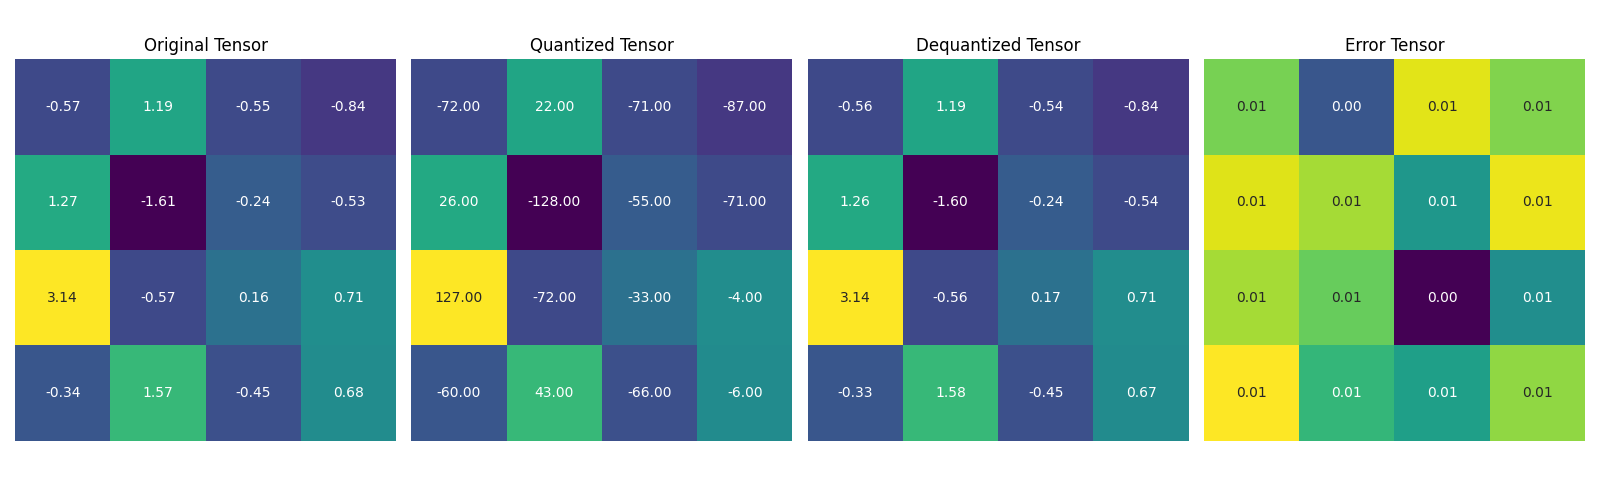 Original Tensor Quantized Tensor Dequantized Tensor Error Tensor
-0.57 1.19 -0.55 -0.84 -72.00 22.00 -71.00 -87.00 -0.56 1.19 -0.54 -0.84 0.01 0.00 0.01 0.01
1.27 -1.61 -0.24 -0.53 26.00 -128.00 -55.00 -71.00 1.26 -1.60 -0.24 -0.54 0.01 0.01 0.01 0.01
3.14 -0.57 0.16 0.71 127.00 -72.00 -33.00 -4.00 3.14 -0.56 0.17 0.71 0.01 0.01 0.00 0.01
-0.34 1.57 -0.45 0.68 -60.00 43.00 -66.00 -6.00 -0.33 1.58 -0.45 0.67 0.01 0.01 0.01 0.01